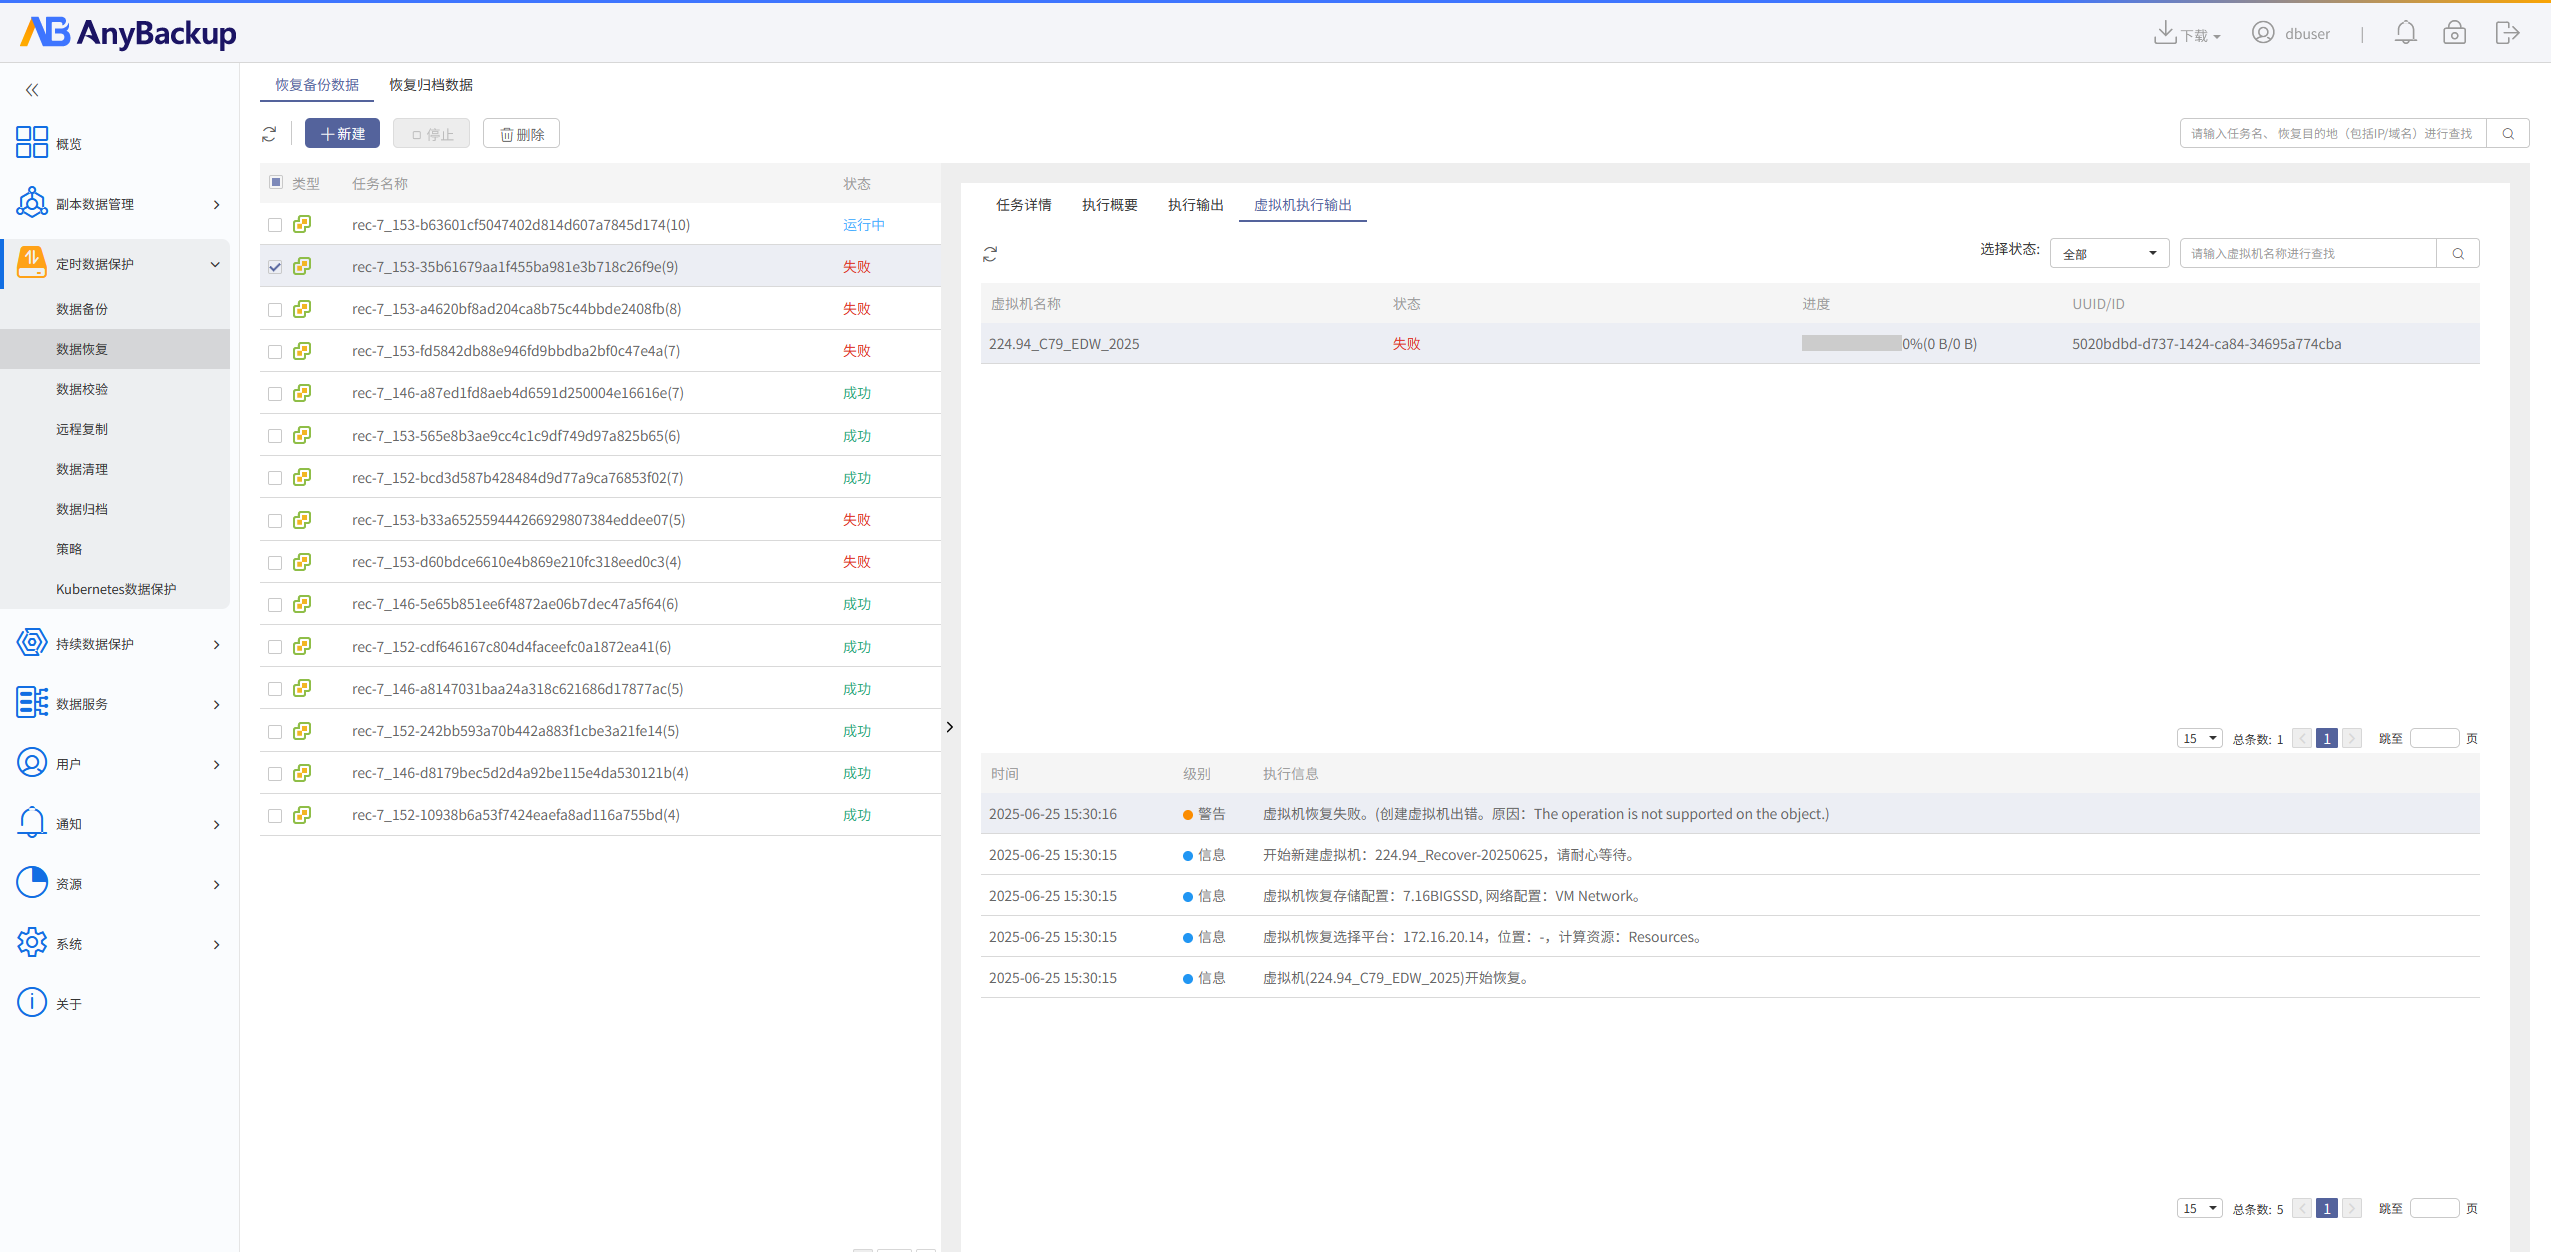 AnyBackup
下载
dbuser
概览
副本数据管理
定时数据保护
数据备份
数据恢复
数据校验
远程复制
数据清理
数据归档
策略
Kubernetes数据保护
持续数据保护
数据服务
用户
通知
资源
系统
关于
恢复备份数据 恢复归档数据
新建 停止 删除
请输入任务名、 恢复目的地（包括IP/域名）进行查找
类型 任务名称 状态
rec-7_153-b63601cf5047402d814d607a7845d174(10) 运行中
rec-7_153-35b61679aa1f455ba981e3b718c26f9e(9) 失败
rec-7_153-a4620bf8ad204ca8b75c44bbde2408fb(8) 失败
rec-7_153-fd5842db88e946fd9bbdba2bf0c47e4a(7) 失败
rec-7_146-a87ed1fd8aeb4d6591d250004e16616e(7) 成功
rec-7_153-565e8b3ae9cc4c1c9df749d97a825b65(6) 成功
rec-7_152-bcd3d587b428484d9d77a9ca76853f02(7) 成功
rec-7_153-b33a652559444266929807384eddee07(5) 失败
rec-7_153-d60bdce6610e4b869e210fc318eed0c3(4) 失败
rec-7_146-5e65b851ee6f4872ae06b7dec47a5f64(6) 成功
rec-7_152-cdf646167c804d4faceefc0a1872ea41(6) 成功
rec-7_146-a8147031baa24a318c621686d17877ac(5) 成功
rec-7_152-242bb593a70b442a883f1cbe3a21fe14(5) 成功
rec-7_146-d8179bec5d2d4a92be115e4da530121b(4) 成功
rec-7_152-10938b6a53f7424eaefa8ad116a755bd(4) 成功
任务详情 执行概要 执行输出 虚拟机执行输出
选择状态: 全部 请输入虚拟机名称进行查找
虚拟机名称 状态 进度 UUID/ID
224.94_C79_EDW_2025 失败 0%(0 B/0 B) 5020bdbd-d737-1424-ca84-34695a774cba
15 总条数: 1 1 跳至 页
时间 级别 执行信息
2025-06-25 15:30:16 警告 虚拟机恢复失败。(创建虚拟机出错。原因：The operation is not supported on the object.)
2025-06-25 15:30:15 信息 开始新建虚拟机：224.94_Recover-20250625，请耐心等待。
2025-06-25 15:30:15 信息 虚拟机恢复存储配置：7.16BIGSSD, 网络配置：VM Network。
2025-06-25 15:30:15 信息 虚拟机恢复选择平台：172.16.20.14，位置：-，计算资源：Resources。
2025-06-25 15:30:15 信息 虚拟机(224.94_C79_EDW_2025)开始恢复。
15 总条数: 5 1 跳至 页